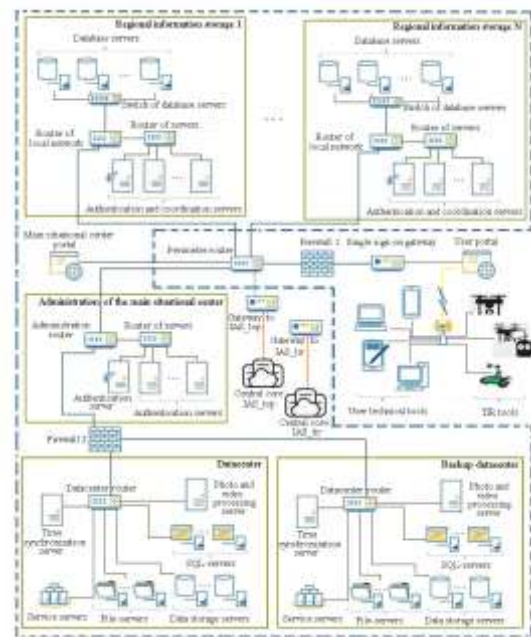 Regional information storage 1
Database servers
Switch of database servers
Router of
local network
Router of servers
Authentication and coordination servers
Regional information storage N
Database servers
Switch of database servers
Router of
local network
Router of servers
Authentication and coordination servers
Main situational center
portal
Perimeter router
Firewall 1
Single sign-on gateway
User portal
Administration of the main situational center
Administration
router
Router of servers
Authentication
server
Authentication servers
Gateway to
Gateway to
Central core
Central core
User technical tools
tools
Firewall 2
Datacenter
Datacenter router
Photo and
video
processing
server
Time
synchronization
server
SQL-servers
Service servers
File servers
Data storage servers
Backup datacenter
Datacenter router
Photo and
video
processing
server
Time
synchronization
server
SQL-servers
Service servers
File servers
Data storage servers